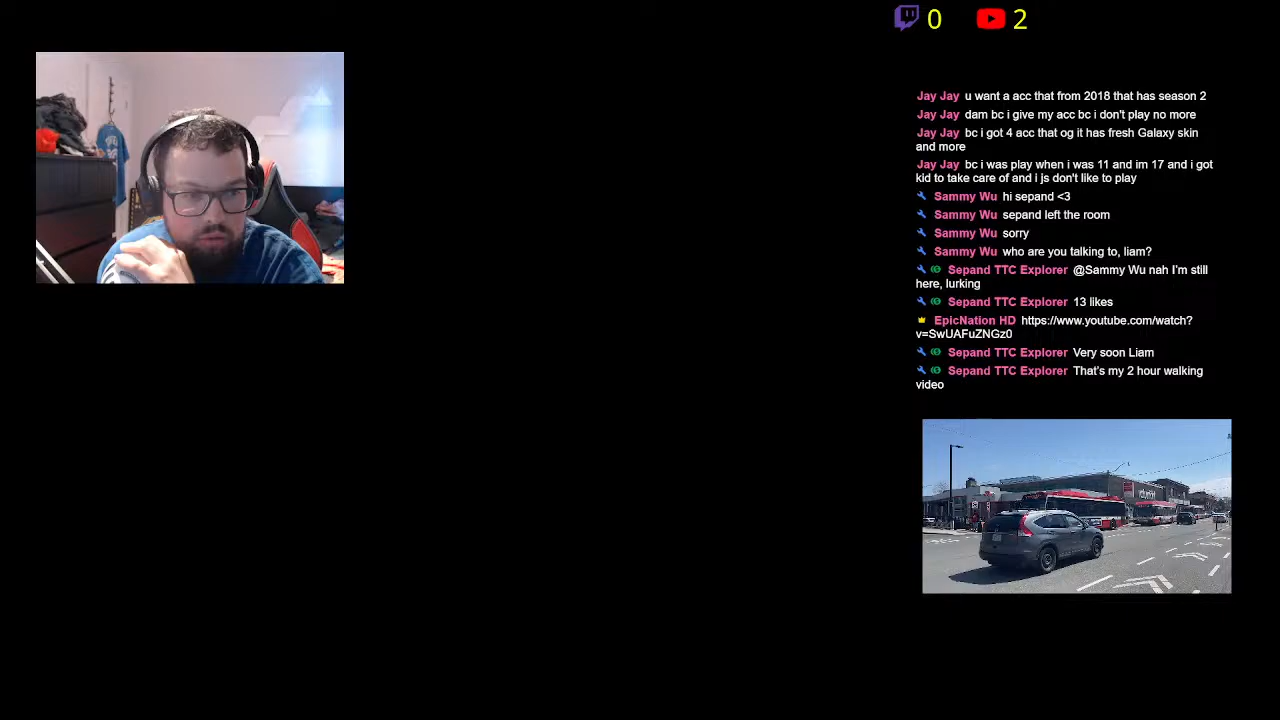 0 2
Jay Jay u want a acc that from 2018 that has season 2
Jay Jay dam bc i give my acc bc i don't play no more
Jay Jay bc i got 4 acc that og it has fresh Galaxy skin
and more
Jay Jay bc i was play when i was 11 and im 17 and i got
kid to take care of and i js don't like to play
Sammy Wu hi sepand <3
Sammy Wu sepand left the room
Sammy Wu sorry
Sammy Wu who are you talking to, liam?
Sepand TTC Explorer @Sammy Wu nah I'm still
here, lurking
Sepand TTC Explorer 13 likes
EpicNation HD https://www.youtube.com/watch?
v=SwUAFuZNGz0
Sepand TTC Explorer Very soon Liam
Sepand TTC Explorer That's my 2 hour walking
video